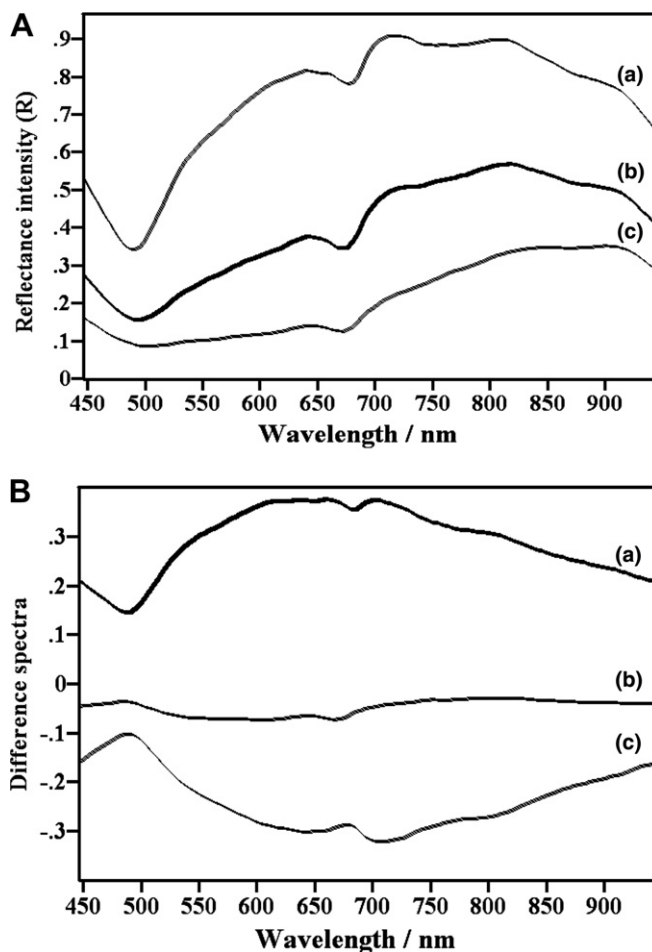 A
Reflectance intensity (R)
.9
.8
.7
.6
.5
.4
.3
.2
.1
0
(a)
(b)
(c)
450 500 550 600 650 700 750 800 850 900
Wavelength / nm
B
Difference spectra
.3
.2
.1
0
-.1
-.2
-.3
(a)
(b)
(c)
450 500 550 600 650 700 750 800 850 900
Wavelength / nm